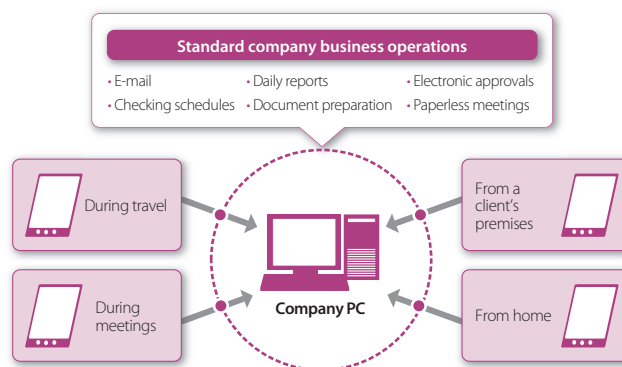 Standard company business operations
• E-mail • Daily reports • Electronic approvals
• Checking schedules • Document preparation • Paperless meetings
During travel
From a
client’s
premises
During
meetings
From home
Company PC